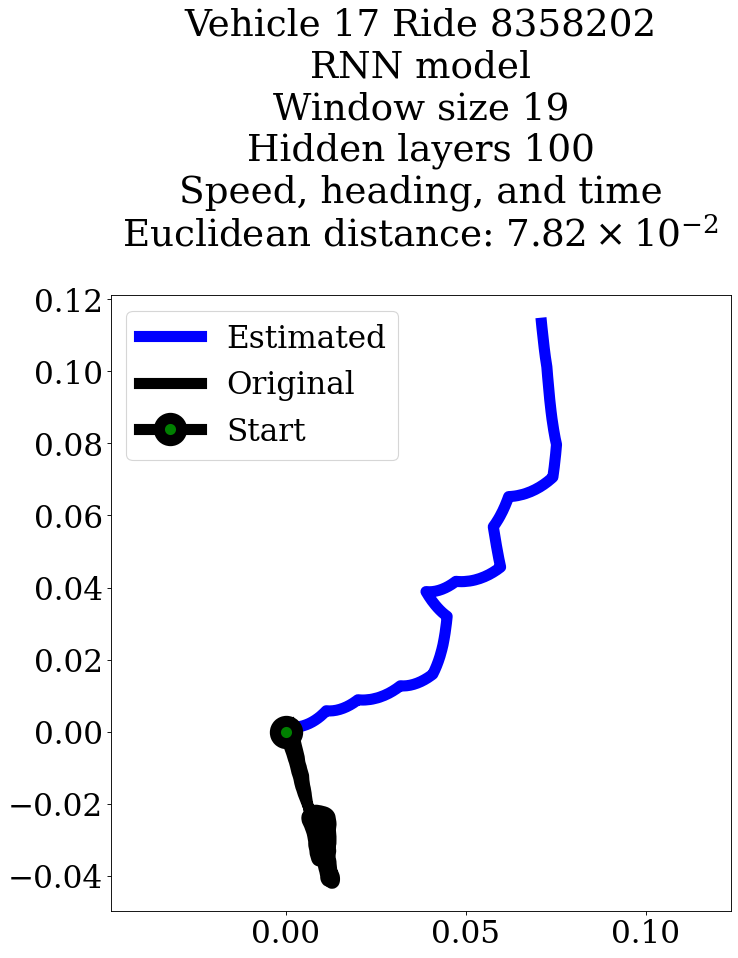 Vehicle 17 Ride 8358202
RNN model
Window size 19
Hidden layers 100
Speed, heading, and time
Euclidean distance: 7.82 × 10⁻²
Estimated
Original
Start
0.12
0.10
0.08
0.06
0.04
0.02
0.00
−0.02
−0.04
0.00 0.05 0.10